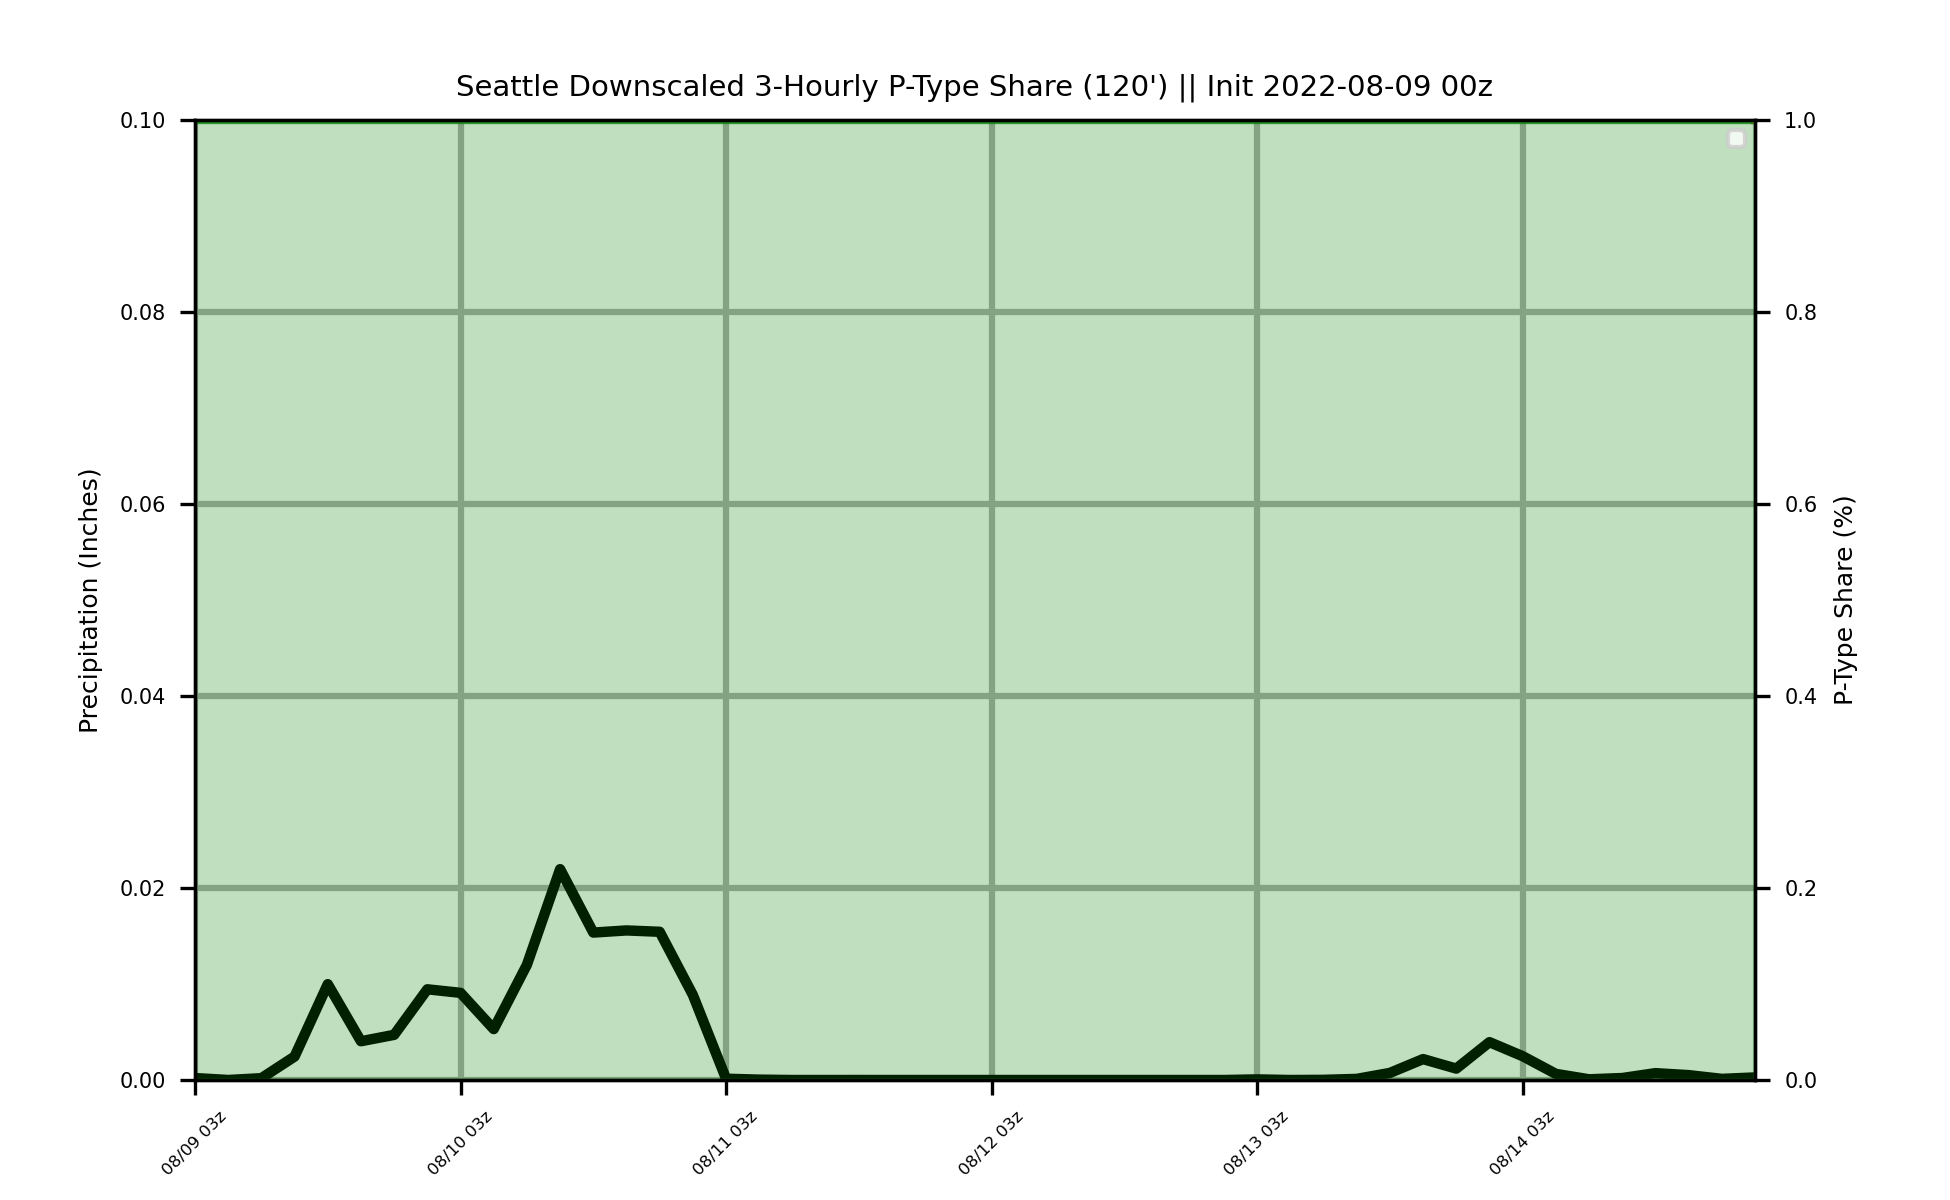 Seattle Downscaled 3-Hourly P-Type Share (120') || Init 2022-08-09 00z
Precipitation (Inches)
0.10
0.08
0.06
0.04
0.02
0.00
1.0
0.8
0.6
0.4
0.2
0.0
P-Type Share (%)
08/09 03z
08/10 03z
08/11 03z
08/12 03z
08/13 03z
08/14 03z